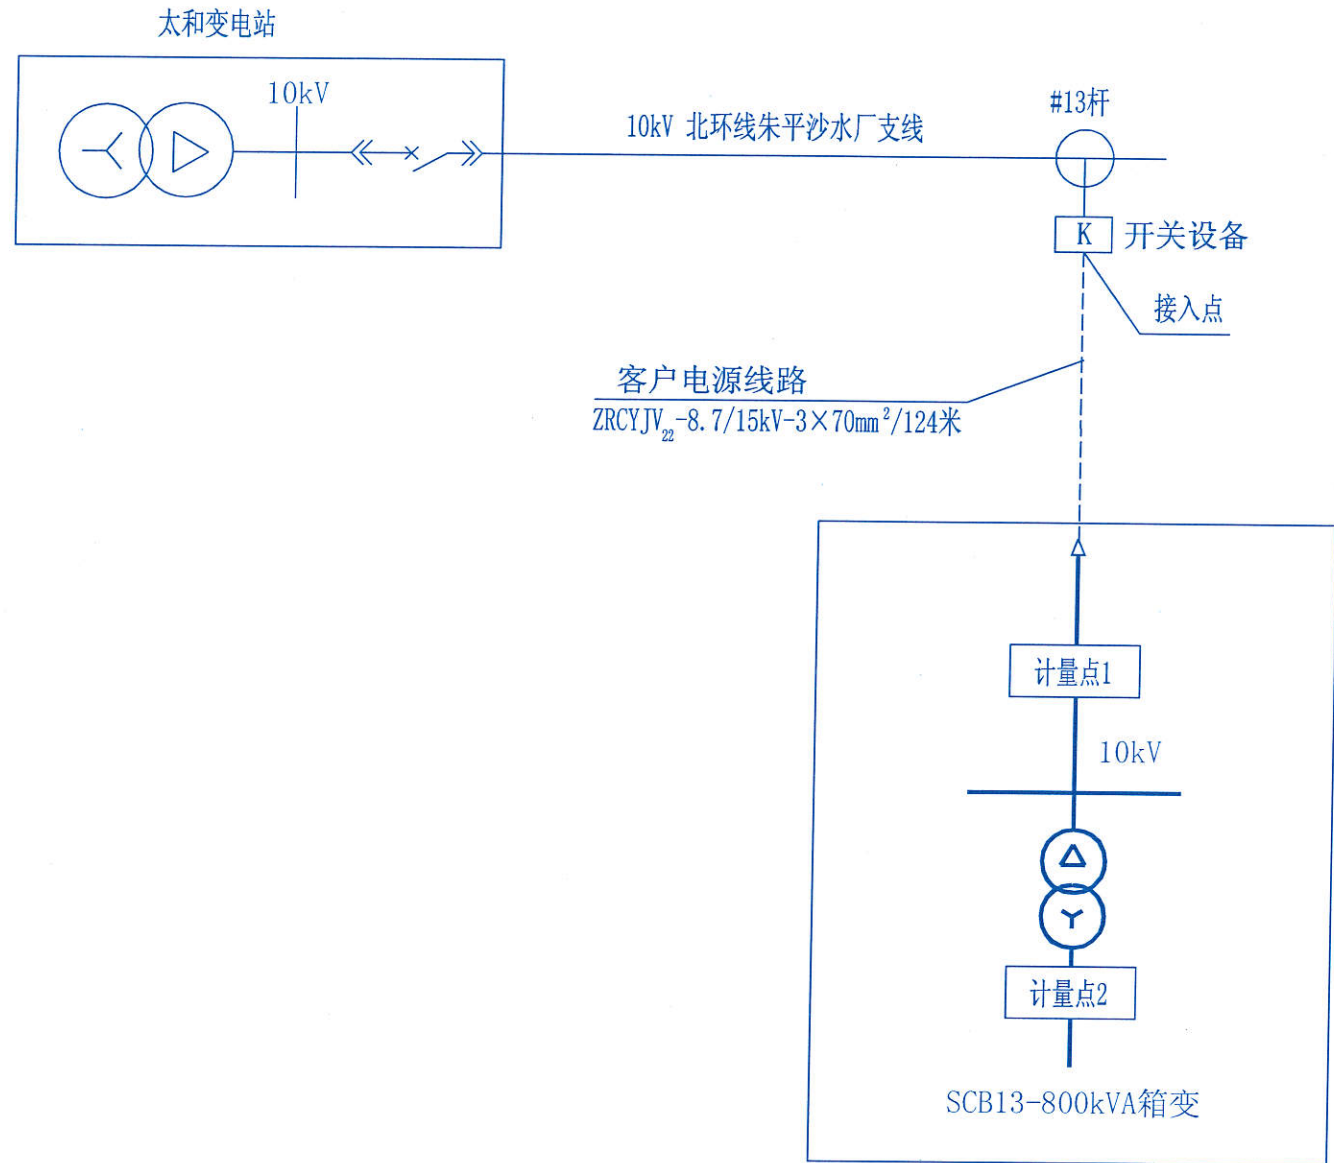 太和变电站
10kV
10kV 北环线朱平沙水厂支线
#13杆
K 开关设备
接入点
客户电源线路
ZRCYJV₂₂-8.7/15kV-3×70mm²/124米
计量点1
10kV
计量点2
SCB13-800kVA箱变